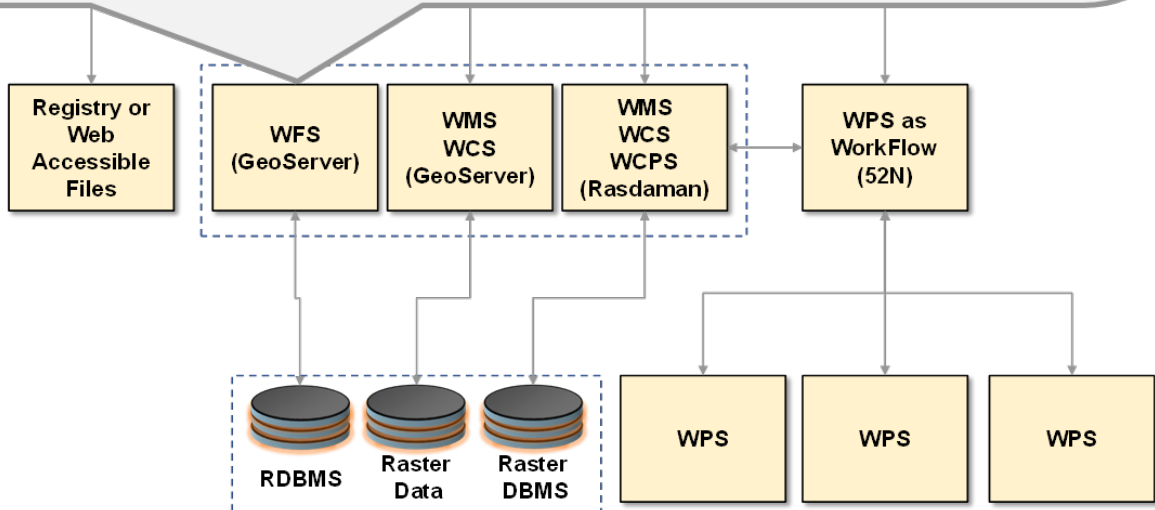 Registry or
Web
Accessible
Files
WFS
(GeoServer)
WMS
WCS
(GeoServer)
WMS
WCS
WCPS
(Rasdaman)
WPS as
WorkFlow
(52N)
RDBMS
Raster
Data
Raster
DBMS
WPS
WPS
WPS